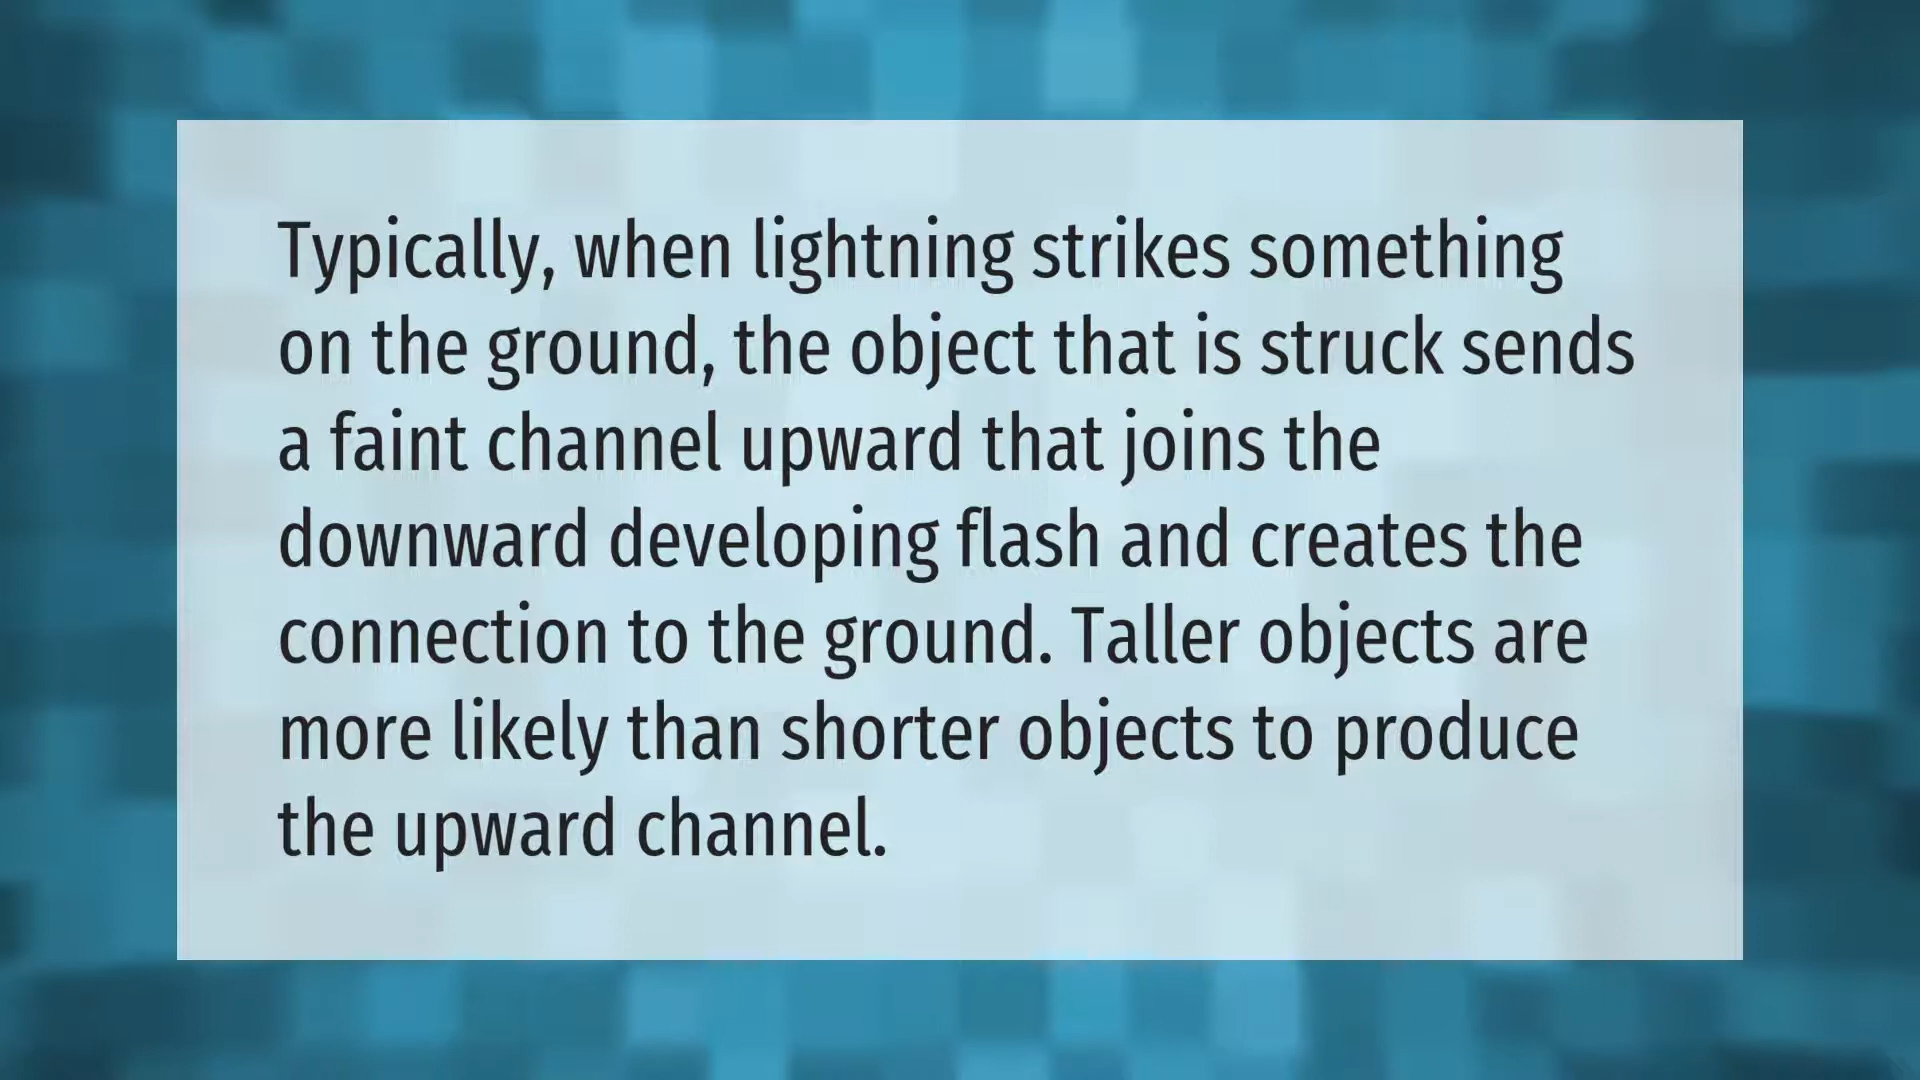 Typically, when lightning strikes something
on the ground, the object that is struck sends
a faint channel upward that joins the
downward developing flash and creates the
connection to the ground. Taller objects are
more likely than shorter objects to produce
the upward channel.